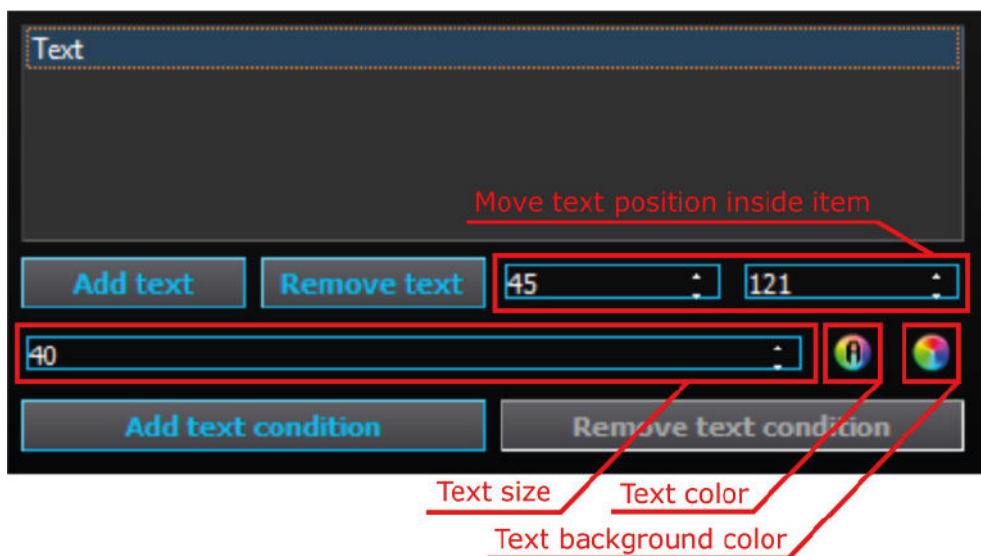 Text
Move text position inside item
Add text Remove text 45 121
40
Add text condition Remove text condition
Text size Text color
Text background color